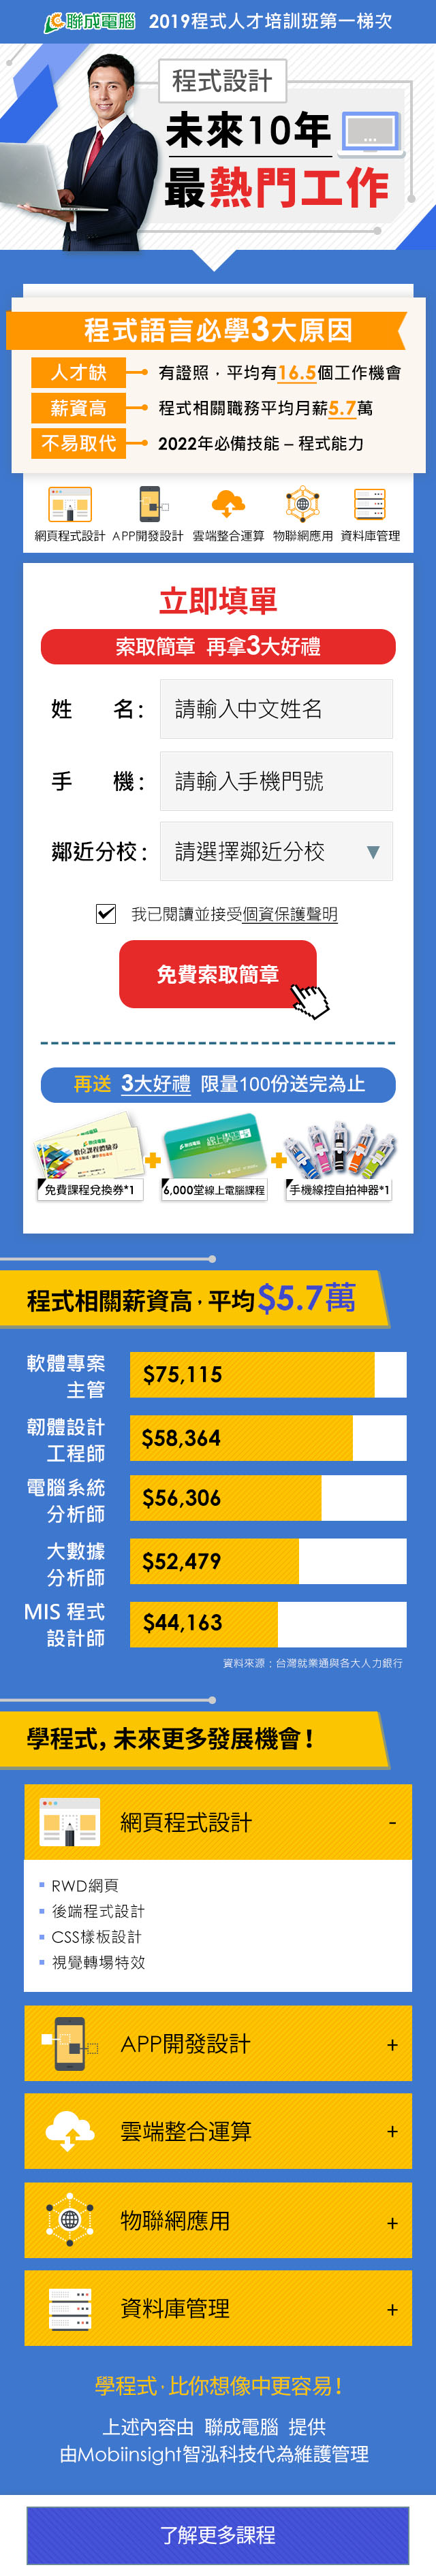 聯成電腦 2019程式人才培訓班第一梯次
程式設計
未來10年
最熱門工作
程式語言必學3大原因
人才缺 有證照，平均有16.5個工作機會
薪資高 程式相關職務平均月薪5.7萬
不易取代 2022年必備技能 – 程式能力
網頁程式設計 APP開發設計 雲端整合運算 物聯網應用 資料庫管理
立即填單
索取簡章 再拿3大好禮
姓 名： 請輸入中文姓名
手 機： 請輸入手機門號
鄰近分校： 請選擇鄰近分校 ▼
我已閱讀並接受個資保護聲明
免費索取簡章
再送 3大好禮 限量100份送完為止
數位課程體驗券
線上學習
免費課程兌換券*1 6,000堂線上電腦課程 手機線控自拍神器*1
程式相關薪資高，平均$5.7萬
軟體專案
主管
$75,115
韌體設計
工程師
$58,364
電腦系統
分析師
$56,306
大數據
分析師
$52,479
MIS 程式
設計師
$44,163
資料來源：台灣就業通與各大人力銀行
學程式，未來更多發展機會！
網頁程式設計 -
RWD網頁
後端程式設計
CSS樣板設計
視覺轉場特效
APP開發設計 +
雲端整合運算 +
物聯網應用 +
資料庫管理 +
學程式，比你想像中更容易！
上述內容由 聯成電腦 提供
由Mobiinsight智泓科技代為維護管理
了解更多課程